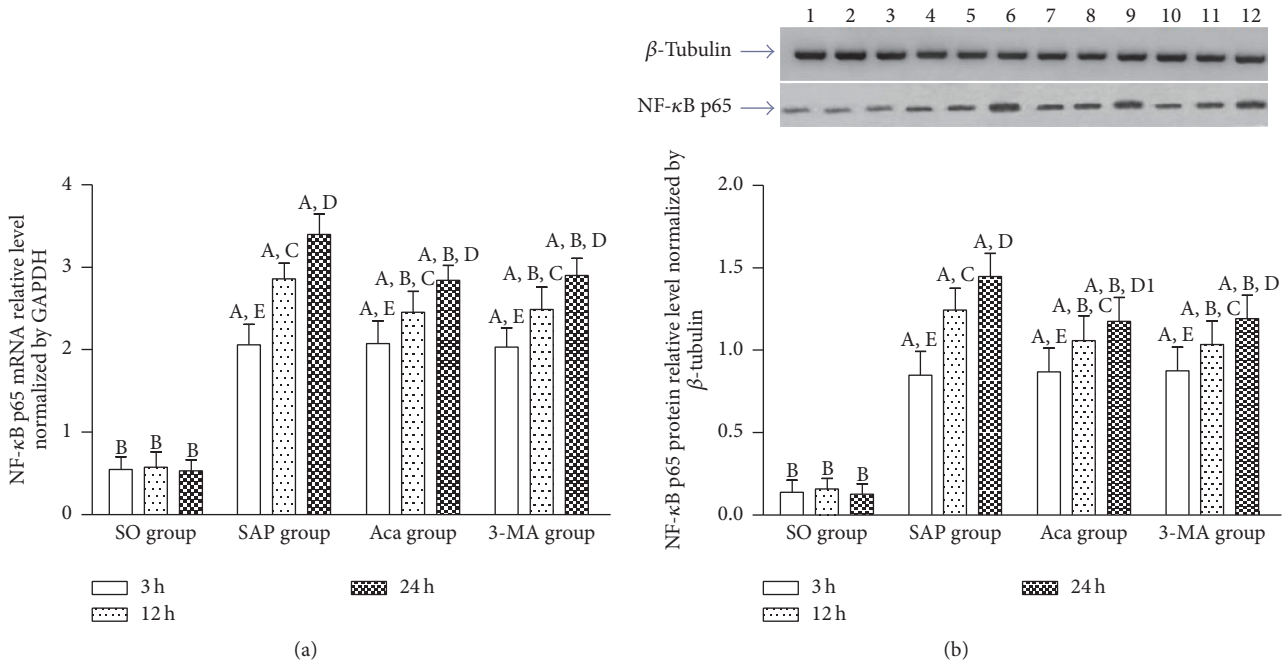 1 2 3 4 5 6 7 8 9 10 11 12
β-Tubulin
NF-κB p65
NF-κB p65 mRNA relative level
normalized by GAPDH
4
3
2
1
0
B B B
A, E A, C A, D
A, E A, B, C A, B, D
A, E A, B, C A, B, D
SO group SAP group Aca group 3-MA group
3 h 24 h
12 h
(a)
NF-κB p65 protein relative level normalized by
β-tubulin
2.0
1.5
1.0
0.5
0.0
B B B
A, E A, C A, D
A, E A, B, C A, B, D1
A, E A, B, C A, B, D
SO group SAP group Aca group 3-MA group
3 h 24 h
12 h
(b)